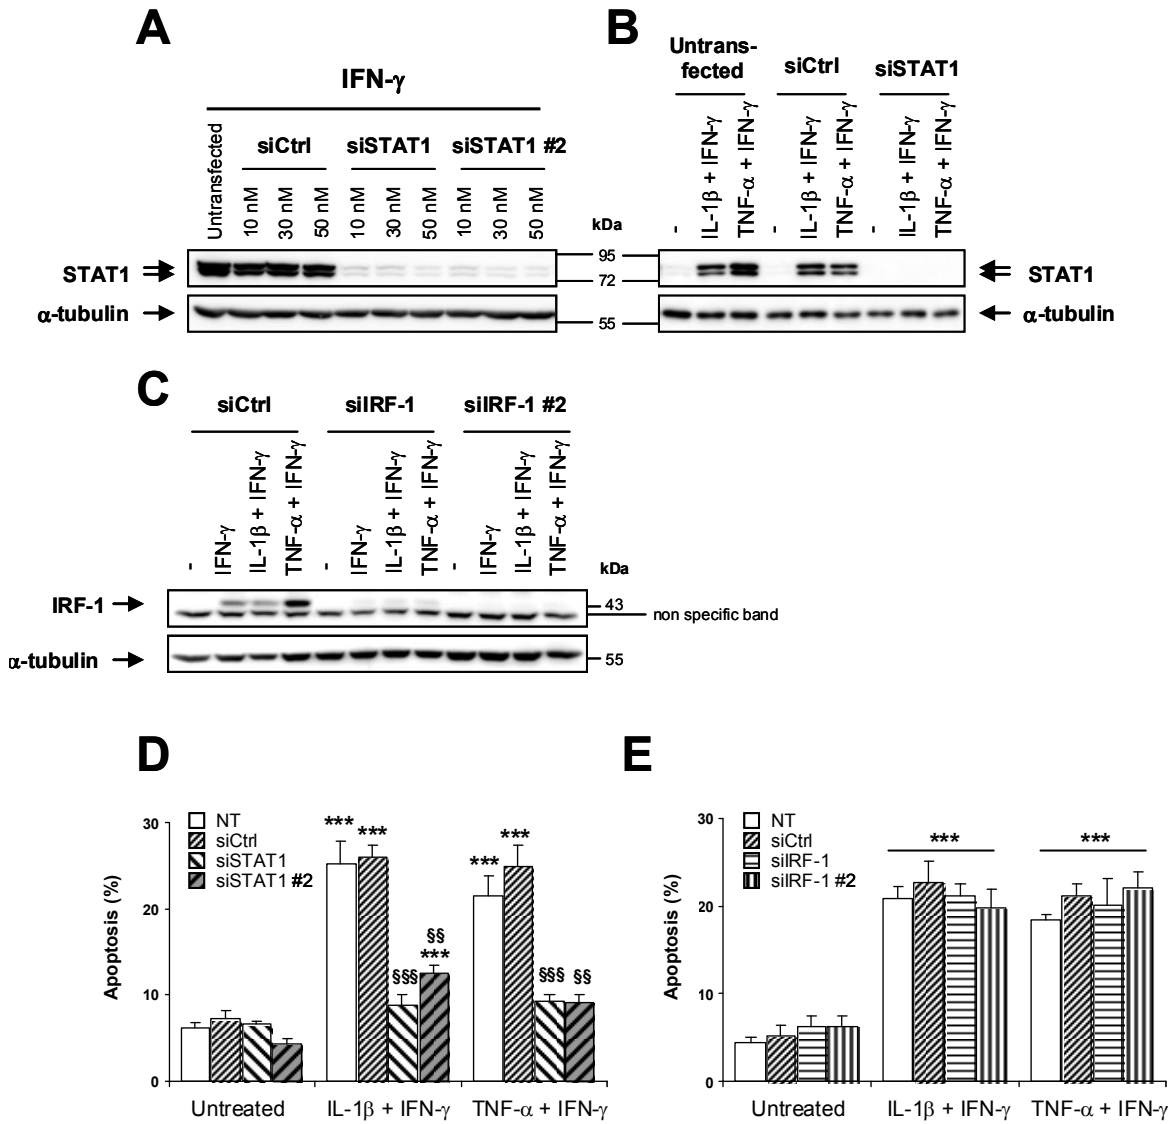 A
IFN-γ
Untransfected
siCtrl
siSTAT1
siSTAT1 #2
10 nM
30 nM
50 nM
10 nM
30 nM
50 nM
10 nM
30 nM
50 nM
STAT1
α-tubulin
kDa
95
72
55
B
Untrans-
fected
siCtrl
siSTAT1
-
IL-1β + IFN-γ
TNF-α + IFN-γ
-
IL-1β + IFN-γ
TNF-α + IFN-γ
-
IL-1β + IFN-γ
TNF-α + IFN-γ
STAT1
α-tubulin
C
siCtrl
siIRF-1
siIRF-1 #2
-
IFN-γ
IL-1β + IFN-γ
TNF-α + IFN-γ
-
IFN-γ
IL-1β + IFN-γ
TNF-α + IFN-γ
-
IFN-γ
IL-1β + IFN-γ
TNF-α + IFN-γ
kDa
IRF-1
43
non specific band
α-tubulin
55
D
NT
siCtrl
siSTAT1
siSTAT1 #2
Apoptosis (%)
30
20
10
0
***
***
§§§
§§
***
***
***
§§§
§§
Untreated
IL-1β + IFN-γ
TNF-α + IFN-γ
E
NT
siCtrl
siIRF-1
siIRF-1 #2
Apoptosis (%)
30
20
10
0
***
***
Untreated
IL-1β + IFN-γ
TNF-α + IFN-γ